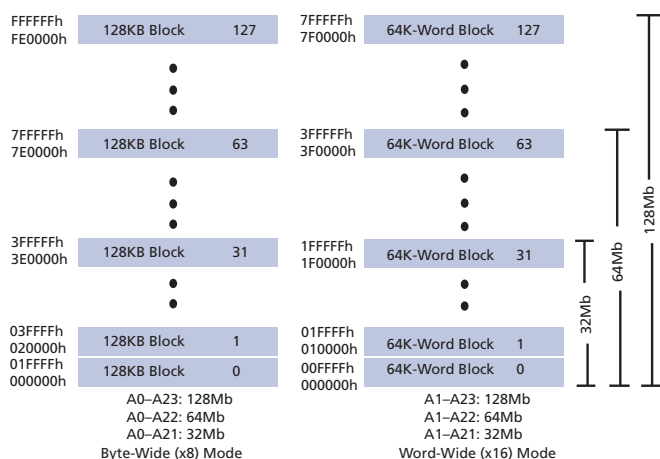 FFFFFFh
FE0000h
128KB Block 127
7FFFFFh
7F0000h
64K-Word Block 127
7FFFFFh
7E0000h
128KB Block 63
3FFFFFh
3F0000h
64K-Word Block 63
3FFFFFh
3E0000h
128KB Block 31
1FFFFFh
1F0000h
64K-Word Block 31
03FFFFh
020000h
128KB Block 1
01FFFFh
010000h
64K-Word Block 1
01FFFFh
000000h
128KB Block 0
00FFFFh
000000h
64K-Word Block 0
32Mb
64Mb
128Mb
A0–A23: 128Mb
A0–A22: 64Mb
A0–A21: 32Mb
Byte-Wide (x8) Mode
A1–A23: 128Mb
A1–A22: 64Mb
A1–A21: 32Mb
Word-Wide (x16) Mode